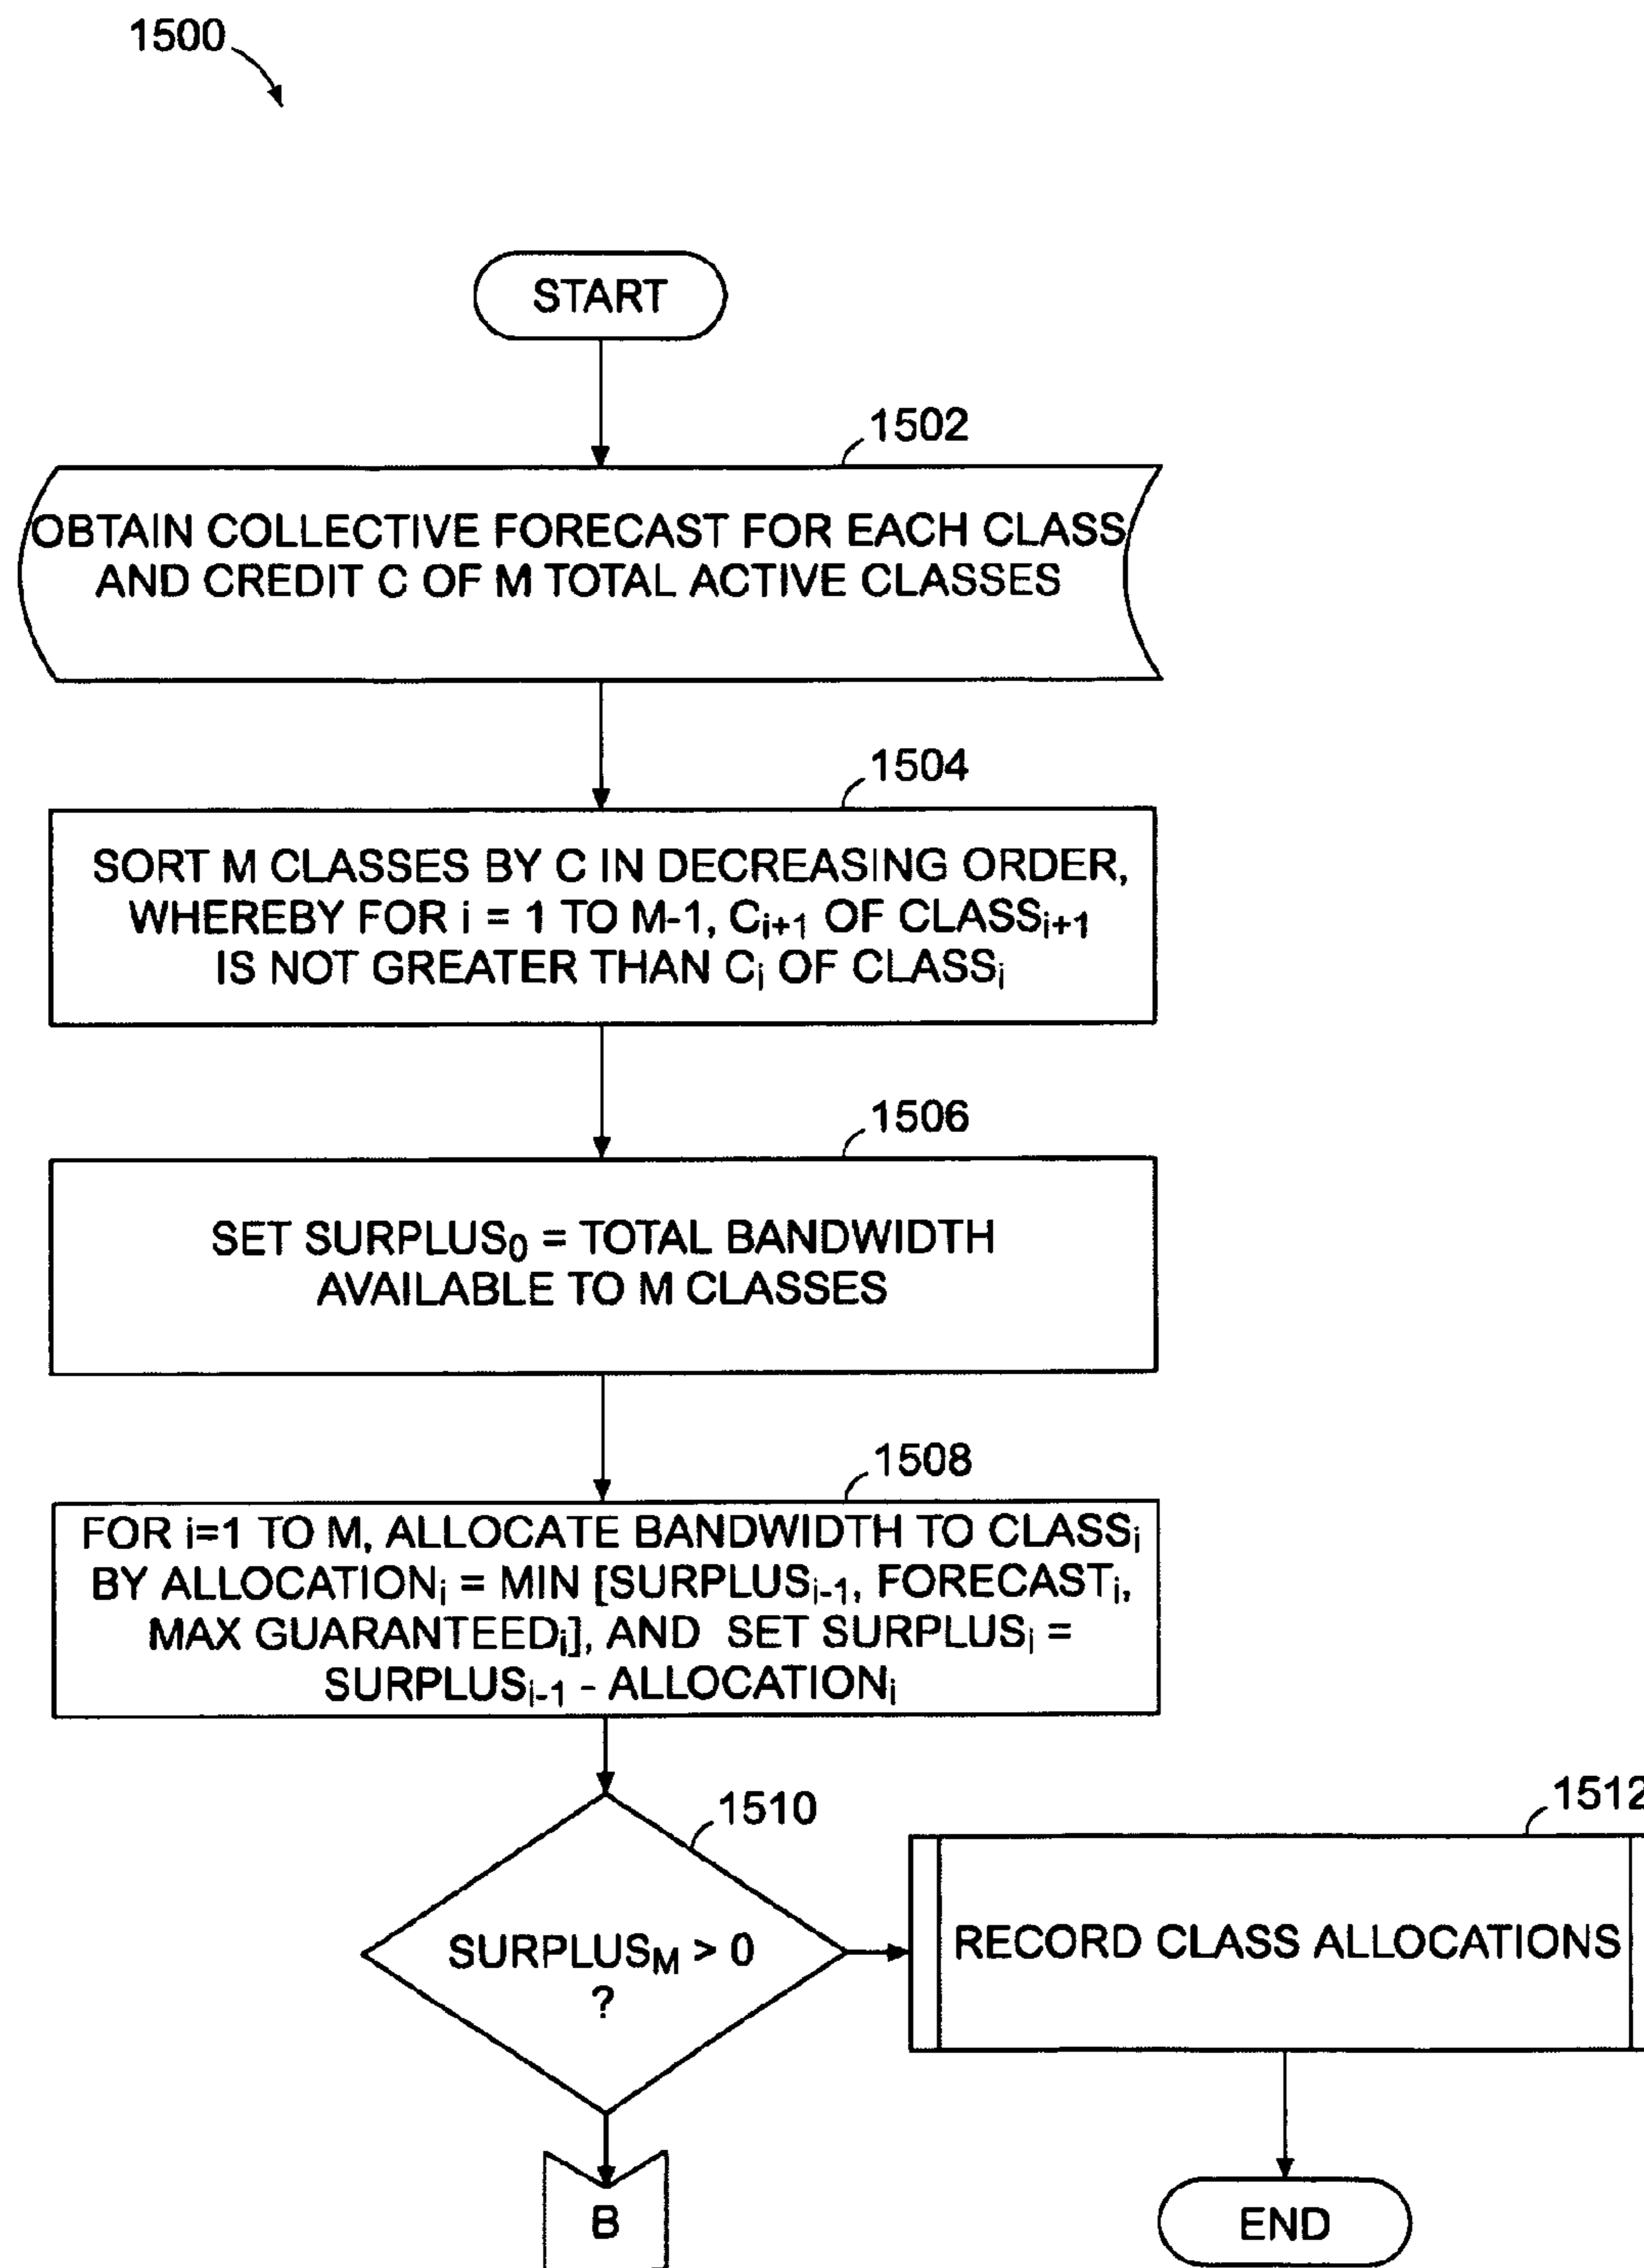 1500
START
1502
OBTAIN COLLECTIVE FORECAST FOR EACH CLASS
AND CREDIT C OF M TOTAL ACTIVE CLASSES
1504
SORT M CLASSES BY C IN DECREASING ORDER,
WHEREBY FOR i = 1 TO M-1, Ci+1 OF CLASSi+1
IS NOT GREATER THAN Ci OF CLASSi
1506
SET SURPLUS0 = TOTAL BANDWIDTH
AVAILABLE TO M CLASSES
1508
FOR i=1 TO M, ALLOCATE BANDWIDTH TO CLASSi
BY ALLOCATIONi = MIN [SURPLUSi-1, FORECASTi,
MAX GUARANTEEDi], AND SET SURPLUSi =
SURPLUSi-1 - ALLOCATIONi
1510
SURPLUSM > 0
?
1512
RECORD CLASS ALLOCATIONS
B
END